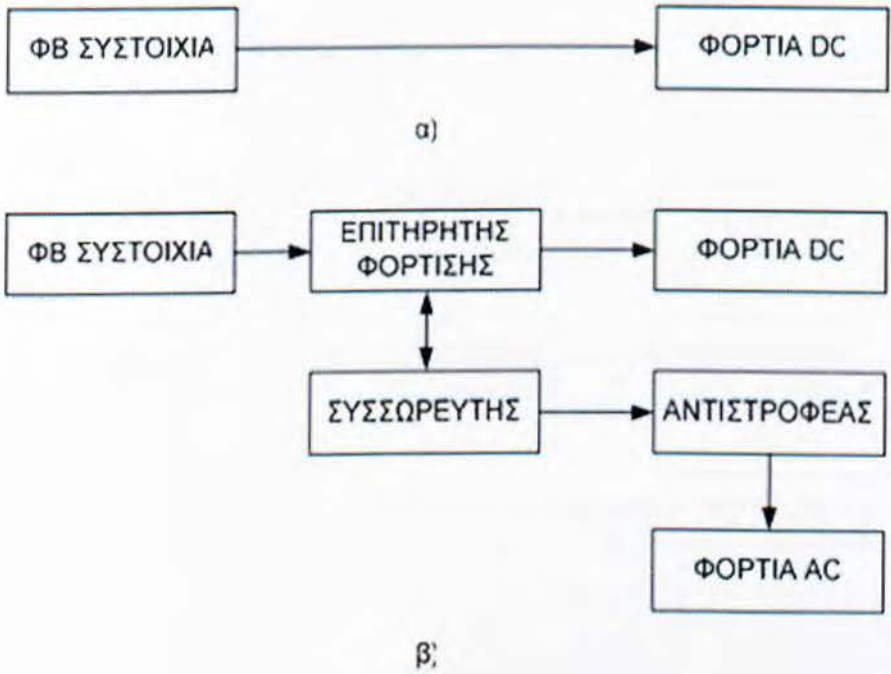 ΦΒ ΣΥΣΤΟΙΧΙΑ
ΦΟΡΤΙΑ DC
α)
ΦΒ ΣΥΣΤΟΙΧΙΑ
ΕΠΙΤΗΡΗΤΗΣ
ΦΟΡΤΙΣΗΣ
ΦΟΡΤΙΑ DC
ΣΥΣΣΩΡΕΥΤΗΣ
ΑΝΤΙΣΤΡΟΦΕΑΣ
ΦΟΡΤΙΑ AC
β)